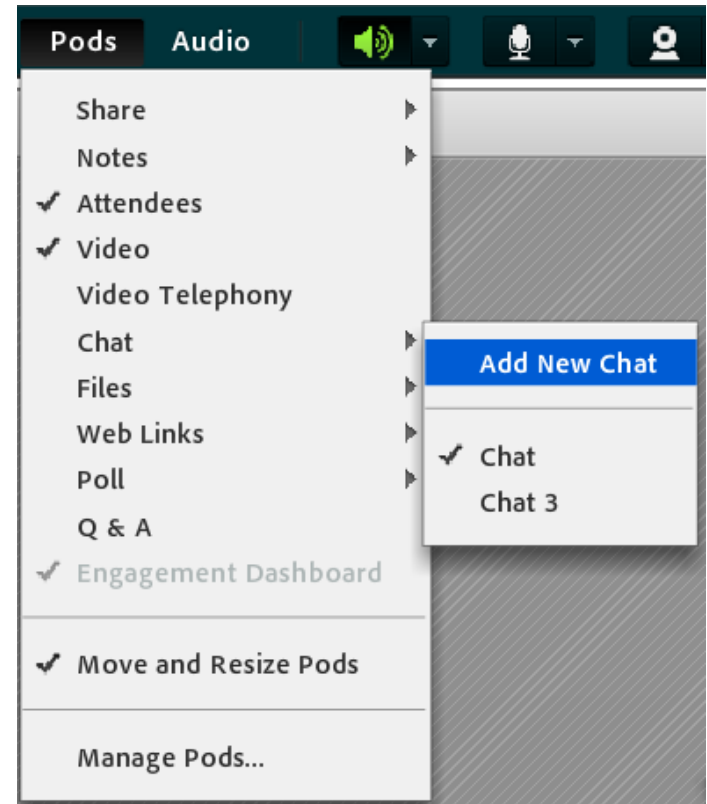 Pods Audio
Share
Notes
Attendees
Video
Video Telephony
Chat
Files
Web Links
Poll
Q & A
Engagement Dashboard
Move and Resize Pods
Manage Pods...
Add New Chat
Chat
Chat 3